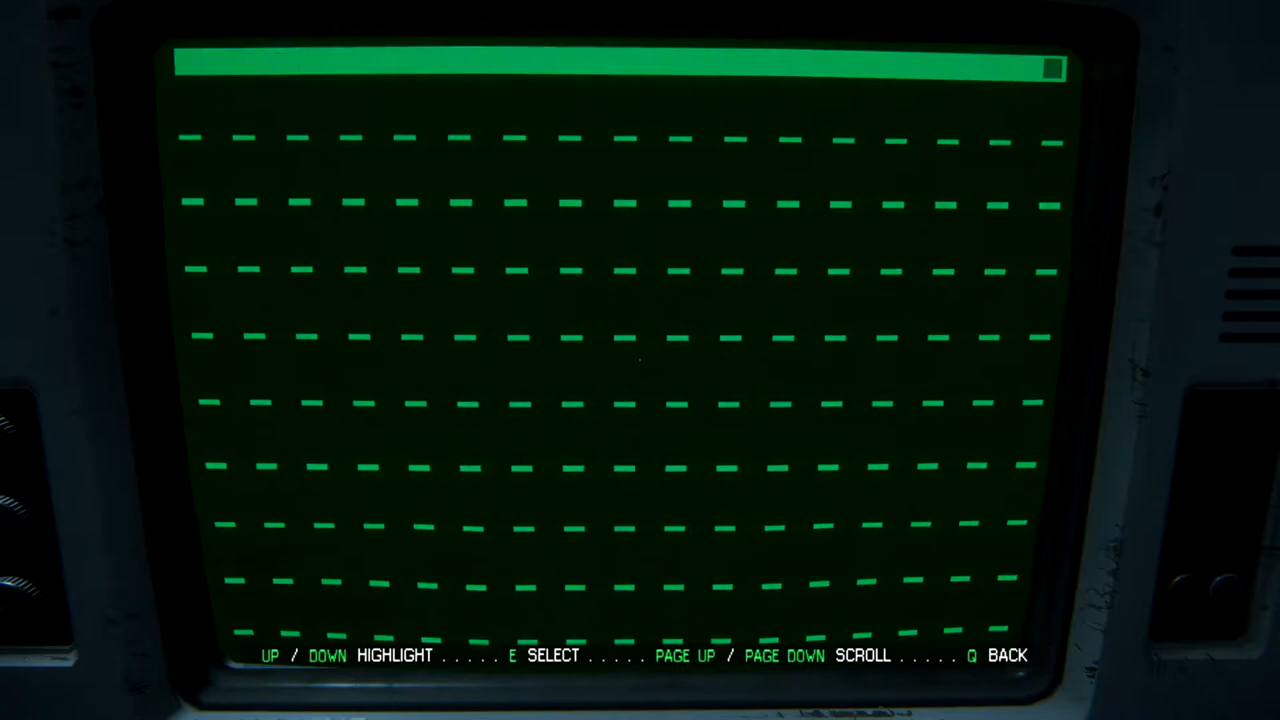 UP / DOWN HIGHLIGHT . . . . . E SELECT . . . . . PAGE UP / PAGE DOWN SCROLL . . . . . Q BACK